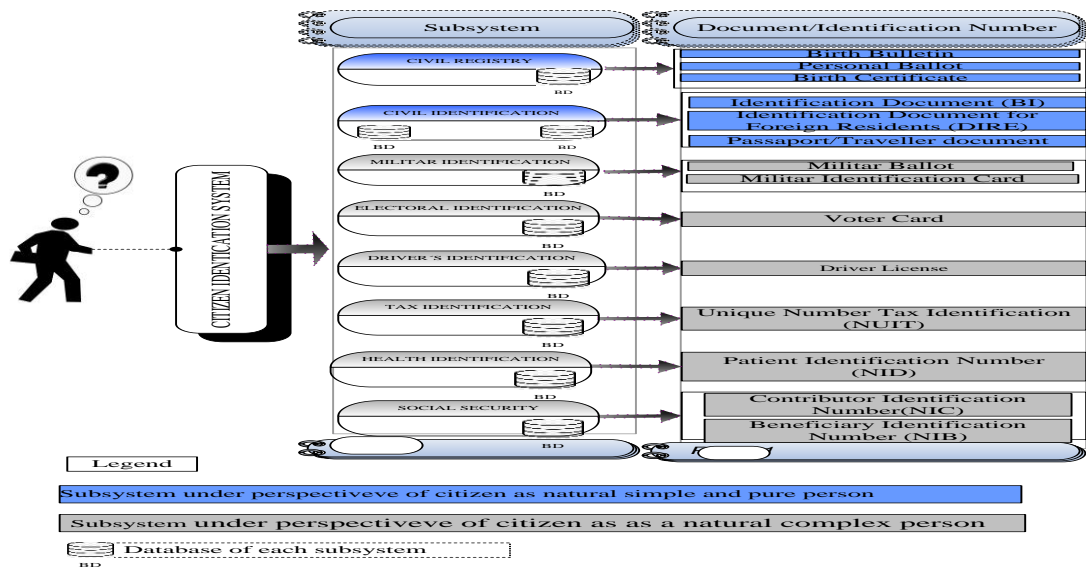 Subsystem
Document/Identification Number
CIVIL REGISTRY
BD
Birth Bulletin
Personal Ballot
Birth Certificate
CIVIL IDENTIFICATION
BD
BD
Identification Document (BI)
Identification Document for
Foreign Residents (DIRE)
Passaport/Traveller document
MILITAR IDENTIFICATION
BD
Militar Ballot
Militar Identification Card
ELECTORAL IDENTIFICATION
BD
Voter Card
DRIVER´S IDENTIFICATION
BD
Driver License
TAX IDENTIFICATION
BD
Unique Number Tax Identification
(NUIT)
HEALTH IDENTIFICATION
BD
Patient Identification Number
(NID)
SOCIAL SECURITY
BD
Contributor Identification
Number(NIC)
Beneficiary Identification
Number (NIB)
?
CITIZEN IDENTICATION SYSTEM
Legend
Subsystem under perspectiveve of citizen as natural simple and pure person
Subsystem under perspectiveve of citizen as as a natural complex person
Database of each subsystem
BD